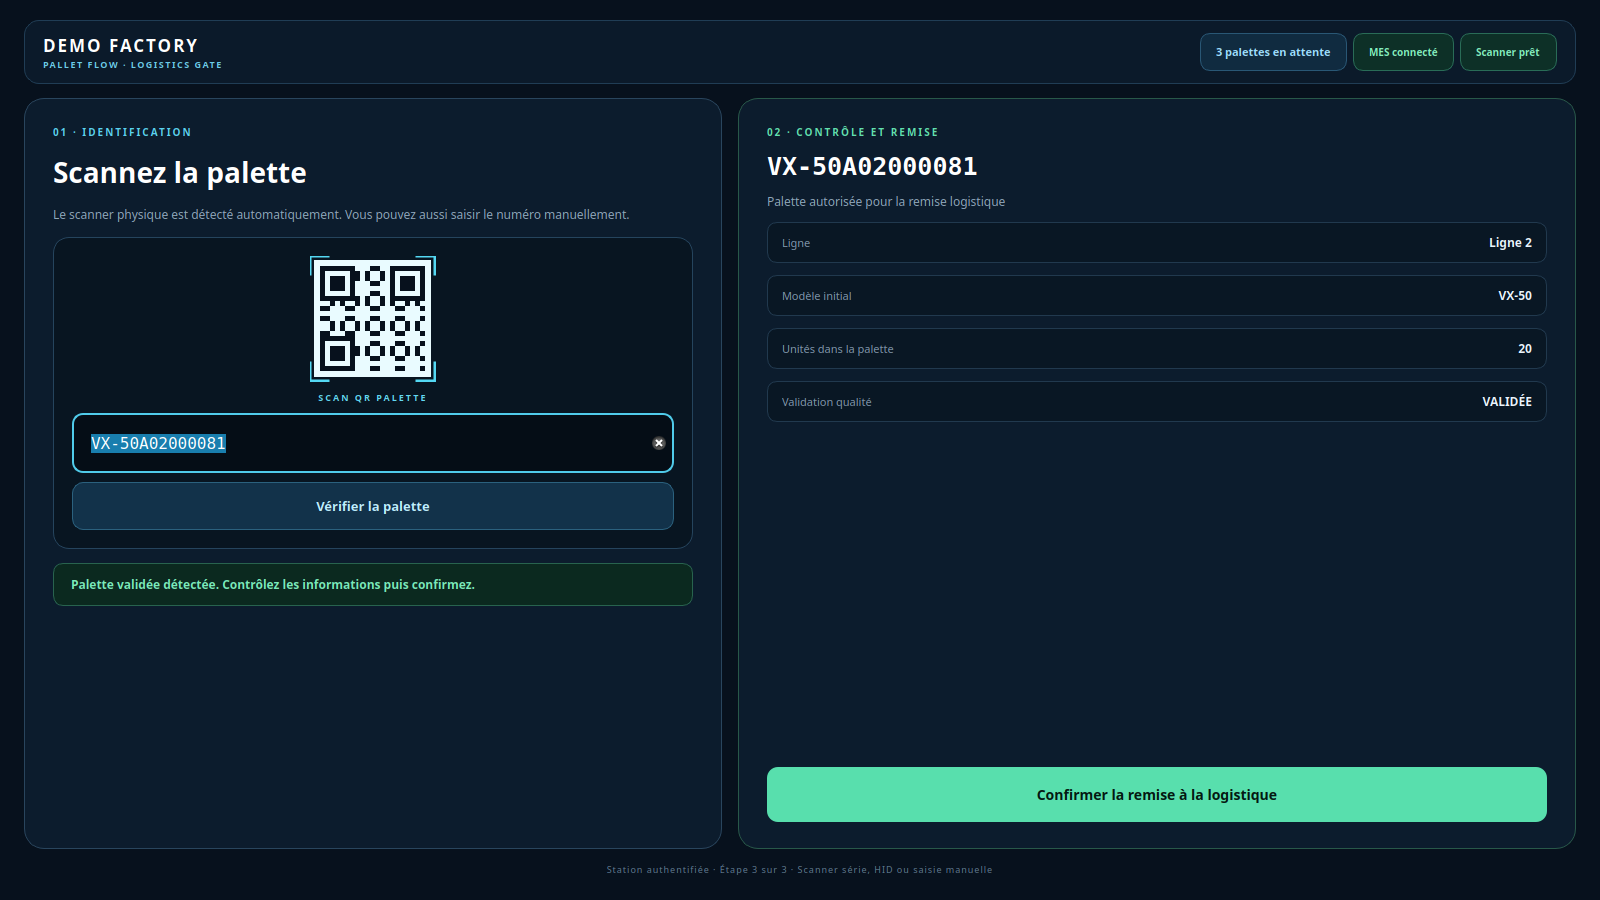 DEMO FACTORY
PALLET FLOW · LOGISTICS GATE
3 palettes en attente
MES connecté
Scanner prêt
01 · IDENTIFICATION
Scannez la palette
Le scanner physique est détecté automatiquement. Vous pouvez aussi saisir le numéro manuellement.
SCAN QR PALETTE
VX-50A02000081
Vérifier la palette
Palette validée détectée. Contrôlez les informations puis confirmez.
02 · CONTRÔLE ET REMISE
VX-50A02000081
Palette autorisée pour la remise logistique
Ligne
Ligne 2
Modèle initial
VX-50
Unités dans la palette
20
Validation qualité
VALIDÉE
Confirmer la remise à la logistique
Station authentifiée · Étape 3 sur 3 · Scanner série, HID ou saisie manuelle